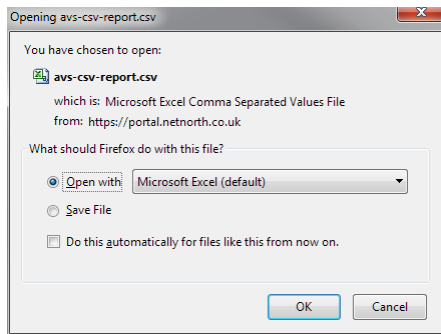 Opening avs-csv-report.csv
You have chosen to open:
avs-csv-report.csv
which is: Microsoft Excel Comma Separated Values File
from: https://portal.netnorth.co.uk
What should Firefox do with this file?
Open with Microsoft Excel (default)
Save File
Do this automatically for files like this from now on.
OK Cancel